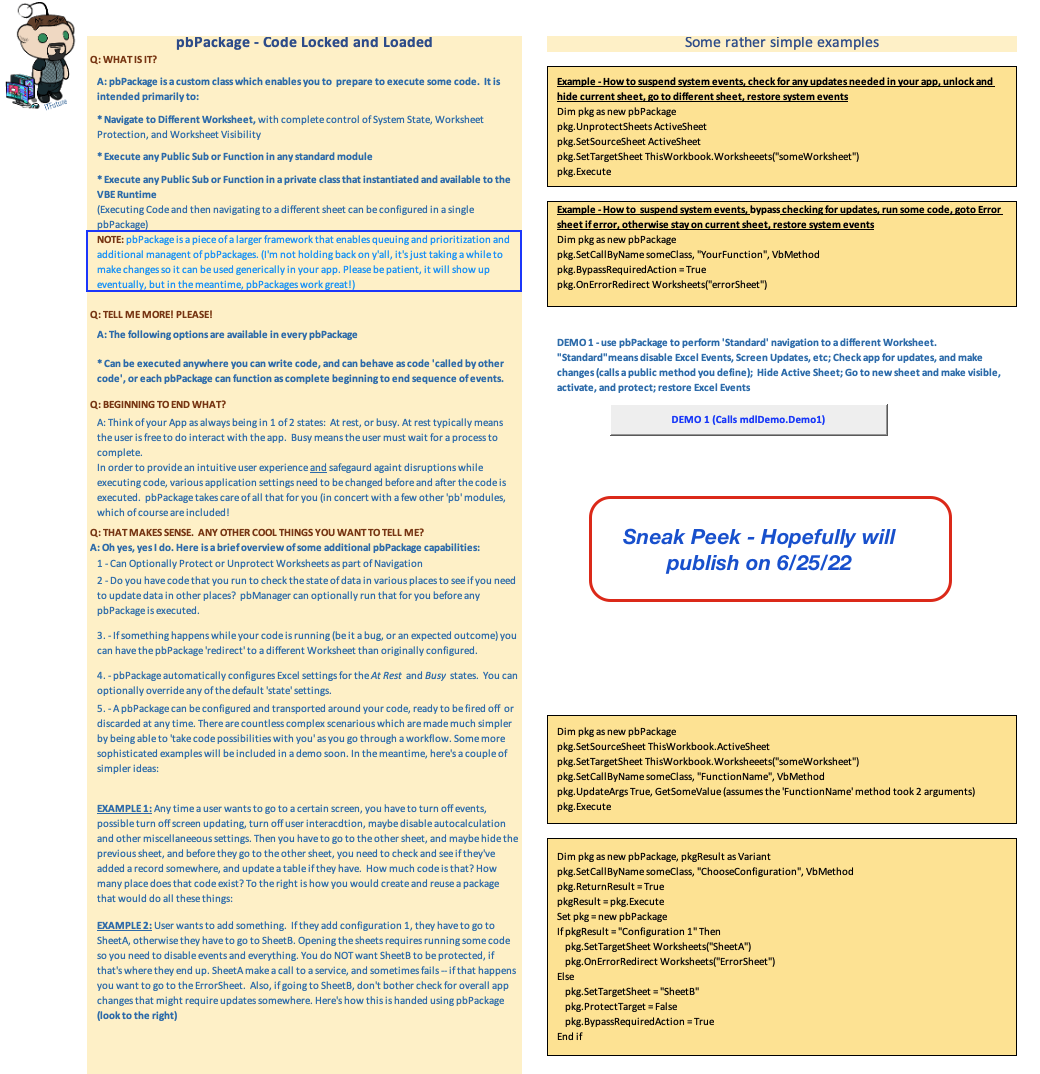 pbPackage - Code Locked and Loaded
Q: WHAT IS IT?
A: pbPackage is a custom class which enables you to prepare to execute some code. It is
intended primarily to:
* Navigate to Different Worksheet, with complete control of System State, Worksheet
Protection, and Worksheet Visibility
* Execute any Public Sub or Function in any standard module
* Execute any Public Sub or Function in a private class that instantiated and available to the
VBE Runtime
(Executing Code and then navigating to a different sheet can be configured in a single
pbPackage)
NOTE: pbPackage is a piece of a larger framework that enables queuing and prioritization and
additional managent of pbPackages. (I'm not holding back on y'all, it's just taking a while to
make changes so it can be used generically in your app. Please be patient, it will show up
eventually, but in the meantime, pbPackages work great!)
Q: TELL ME MORE! PLEASE!
A: The following options are available in every pbPackage
* Can be executed anywhere you can write code, and can behave as code 'called by other
code', or each pbPackage can function as complete beginning to end sequence of events.
Q: BEGINNING TO END WHAT?
A: Think of your App as always being in 1 of 2 states: At rest, or busy. At rest typically means
the user is free to do interact with the app. Busy means the user must wait for a process to
complete.
In order to provide an intuitive user experience and safegaurd againt disruptions while
executing code, various application settings need to be changed before and after the code is
executed. pbPackage takes care of all that for you (in concert with a few other 'pb' modules,
which of course are included!
Q: THAT MAKES SENSE. ANY OTHER COOL THINGS YOU WANT TO TELL ME?
A: Oh yes, yes I do. Here is a brief overview of some additional pbPackage capabilities:
1 - Can Optionally Protect or Unprotect Worksheets as part of Navigation
2 - Do you have code that you run to check the state of data in various places to see if you need
to update data in other places? pbManager can optionally run that for you before any
pbPackage is executed.
3. - If something happens while your code is running (be it a bug, or an expected outcome) you
can have the pbPackage 'redirect' to a different Worksheet than originally configured.
4. - pbPackage automatically configures Excel settings for the At Rest and Busy states. You can
optionally override any of the default 'state' settings.
5. - A pbPackage can be configured and transported around your code, ready to be fired off or
discarded at any time. There are countless complex scenarious which are made much simpler
by being able to 'take code possibilities with you' as you go through a workflow. Some more
sophisticated examples will be included in a demo soon. In the meantime, here's a couple of
simpler ideas:
EXAMPLE 1: Any time a user wants to go to a certain screen, you have to turn off events,
possible turn off screen updating, turn off user interacdtion, maybe disable autocalculation
and other miscellaneeous settings. Then you have to go to the other sheet, and maybe hide the
previous sheet, and before they go to the other sheet, you need to check and see if they've
added a record somewhere, and update a table if they have. How much code is that? How
many place does that code exist? To the right is how you would create and reuse a package
that would do all these things:
EXAMPLE 2: User wants to add something. If they add configuration 1, they have to go to
SheetA, otherwise they have to go to SheetB. Opening the sheets requires running some code
so you need to disable events and everything. You do NOT want SheetB to be protected, if
that's where they end up. SheetA make a call to a service, and sometimes fails -- if that happens
you want to go to the ErrorSheet. Also, if going to SheetB, don't bother check for overall app
changes that might require updates somewhere. Here's how this is handed using pbPackage
(look to the right)
Some rather simple examples
Example - How to suspend system events, check for any updates needed in your app, unlock and
hide current sheet, go to different sheet, restore system events
Dim pkg as new pbPackage
pkg.UnprotectSheets ActiveSheet
pkg.SetSourceSheet ActiveSheet
pkg.SetTargetSheet ThisWorkbook.Worksheeets("someWorksheet")
pkg.Execute
Example - How to suspend system events, bypass checking for updates, run some code, goto Error
sheet if error, otherwise stay on current sheet, restore system events
Dim pkg as new pbPackage
pkg.SetCallByName someClass, "YourFunction", VbMethod
pkg.BypassRequiredAction = True
pkg.OnErrorRedirect Worksheets("errorSheet")
DEMO 1 - use pbPackage to perform 'Standard' navigation to a different Worksheet.
"Standard"means disable Excel Events, Screen Updates, etc; Check app for updates, and make
changes (calls a public method you define); Hide Active Sheet; Go to new sheet and make visible,
activate, and protect; restore Excel Events
DEMO 1 (Calls mdlDemo.Demo1)
Sneak Peek - Hopefully will
publish on 6/25/22
Dim pkg as new pbPackage
pkg.SetSourceSheet ThisWorkbook.ActiveSheet
pkg.SetTargetSheet ThisWorkbook.Worksheeets("someWorksheet")
pkg.SetCallByName someClass, "FunctionName", VbMethod
pkg.UpdateArgs True, GetSomeValue (assumes the 'FunctionName' method took 2 arguments)
pkg.Execute
Dim pkg as new pbPackage, pkgResult as Variant
pkg.SetCallByName someClass, "ChooseConfiguration", VbMethod
pkg.ReturnResult = True
pkgResult = pkg.Execute
Set pkg = new pbPackage
If pkgResult = "Configuration 1" Then
pkg.SetTargetSheet Worksheets("SheetA")
pkg.OnErrorRedirect Worksheets("ErrorSheet")
Else
pkg.SetTargetSheet = "SheetB"
pkg.ProtectTarget = False
pkg.BypassRequiredAction = True
End if